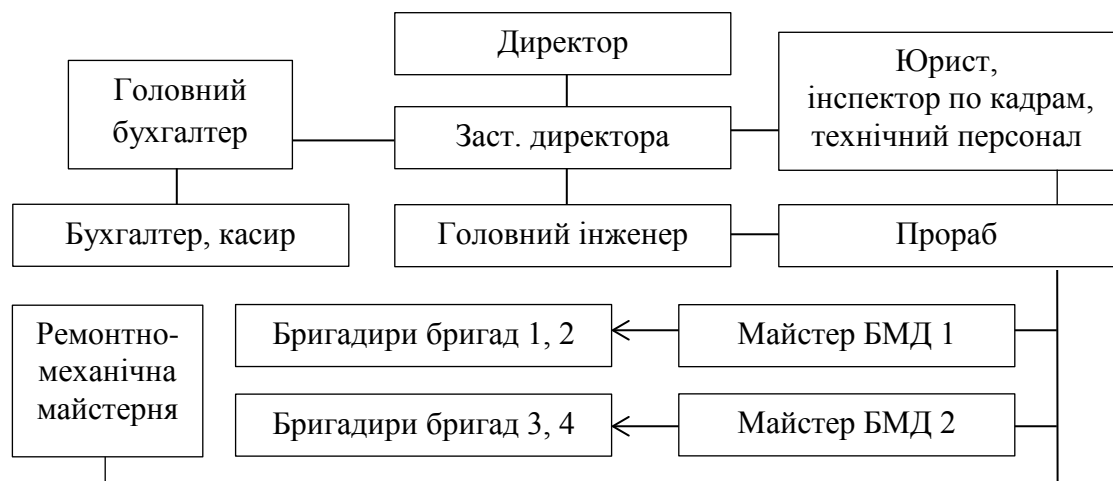 Директор
Головний
бухгалтер
Заст. директора
Юрист,
інспектор по кадрам,
технічний персонал
Бухгалтер, касир
Головний інженер
Прораб
Ремонтно-
механічна
майстерня
Бригадири бригад 1, 2
Майстер БМД 1
Бригадири бригад 3, 4
Майстер БМД 2